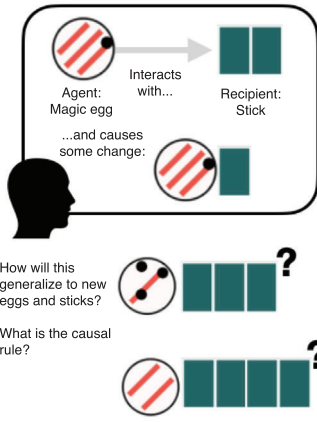 Interacts
with...
Agent:
Magic egg
Recipient:
Stick
...and causes
some change:
?
How will this
generalize to new
eggs and sticks?
What is the causal
rule?
?